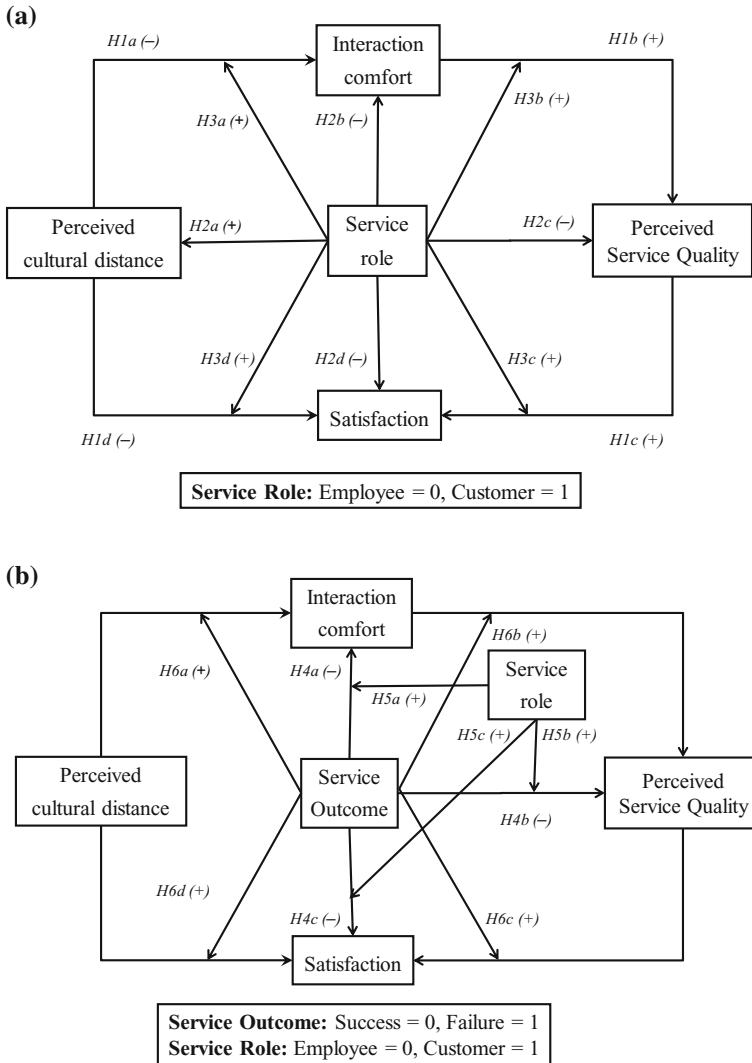 (a)
H1a (–)
Interaction
comfort
H1b (+)
H3a (+)
H2b (–)
H3b (+)
Perceived
cultural distance
H2a (+)
Service
role
H2c (–)
Perceived
Service Quality
H3d (+)
H2d (–)
H3c (+)
H1d (–)
Satisfaction
H1c (+)
Service Role: Employee = 0, Customer = 1
(b)
Interaction
comfort
H6a (+)
H4a (–)
H6b (+)
H5a (+)
Service
role
H5c (+)
H5b (+)
Perceived
cultural distance
Service
Outcome
Perceived
Service Quality
H4b (–)
H6d (+)
H4c (–)
H6c (+)
Satisfaction
Service Outcome: Success = 0, Failure = 1
Service Role: Employee = 0, Customer = 1